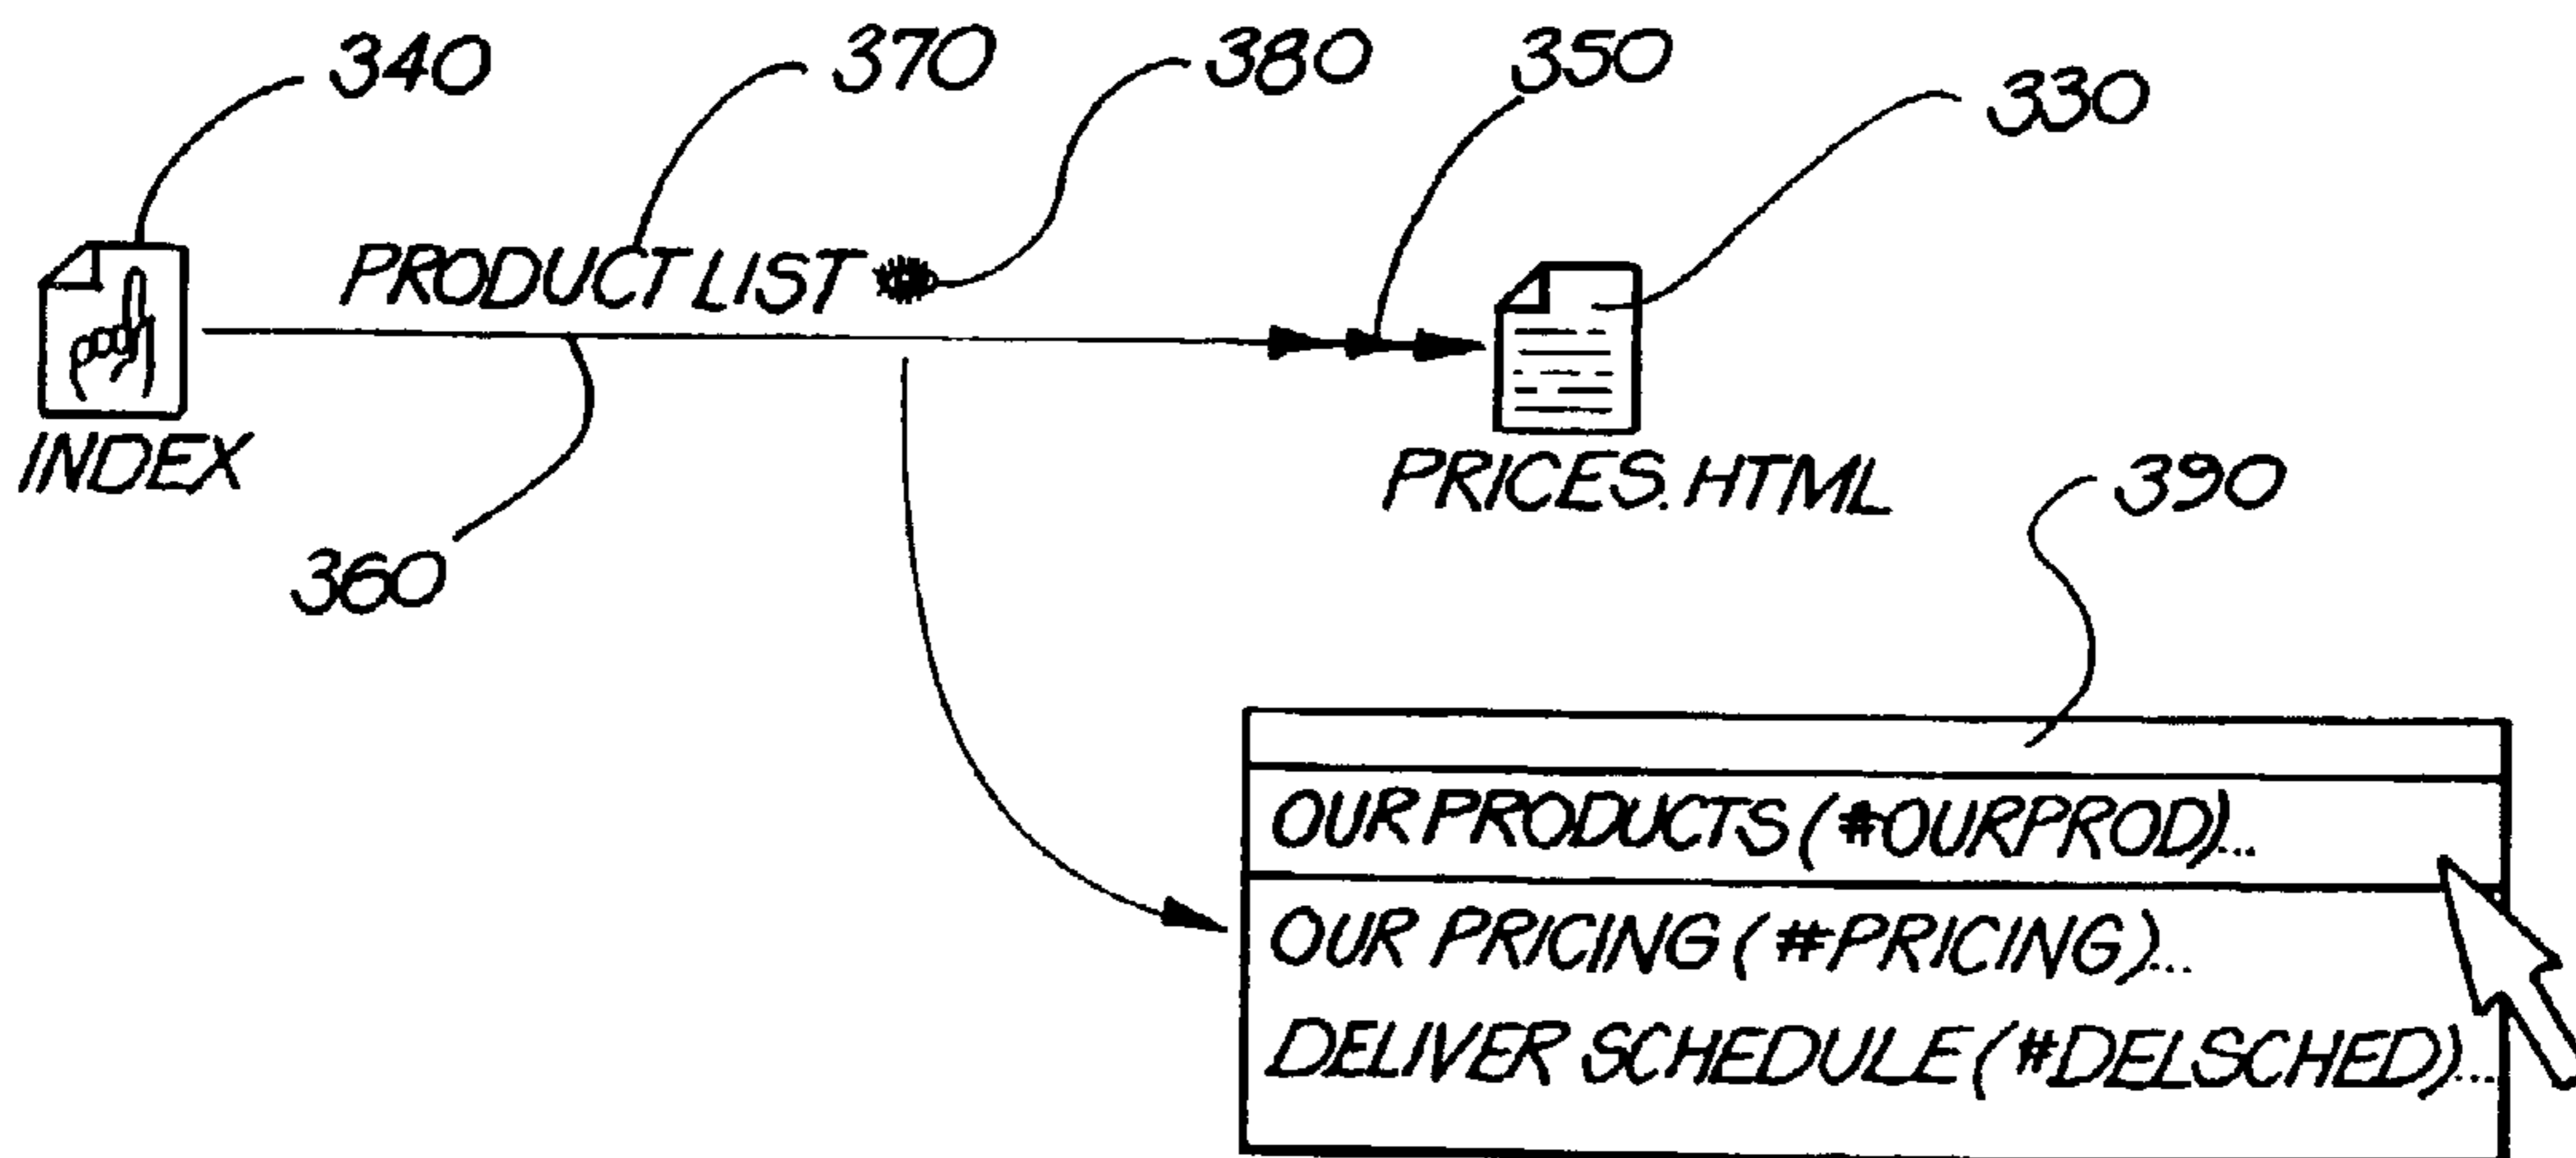 340 370 380 350 330
PRODUCT LIST
INDEX
PRICES.HTML
390
360
OUR PRODUCTS (#OURPROD)...
OUR PRICING (#PRICING)...
DELIVER SCHEDULE (#DELSCHED)...